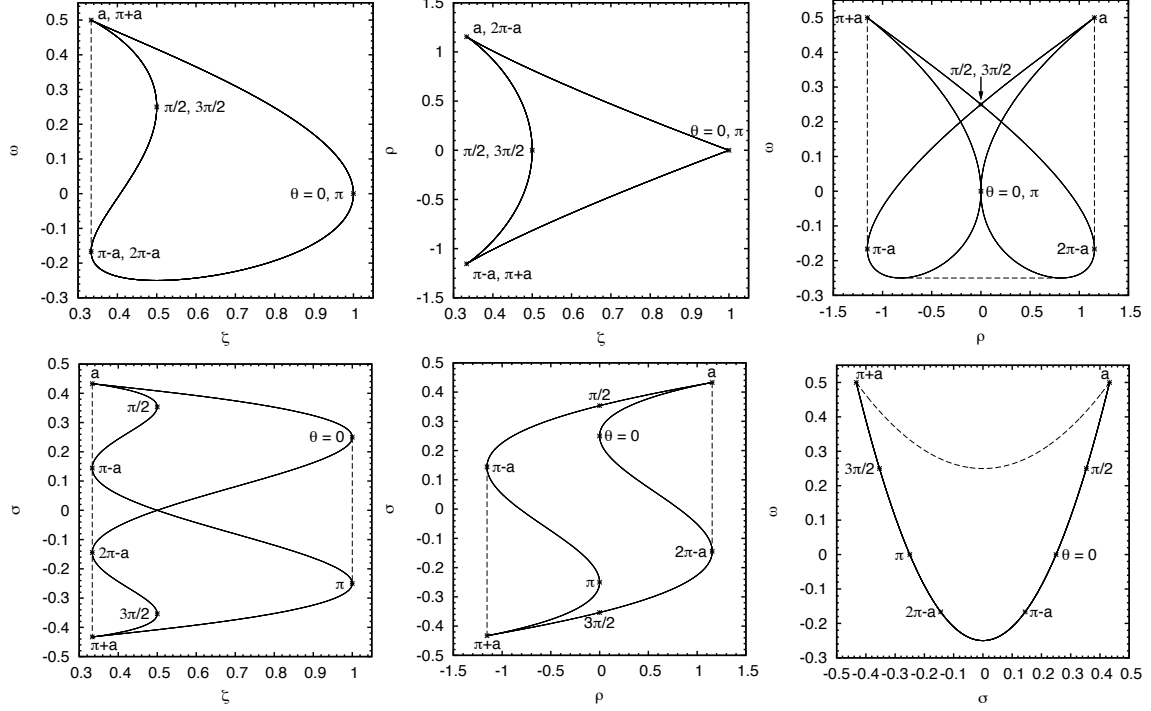 0.5
0.4
0.3
0.2
0.1
0
-0.1
-0.2
-0.3
ω
a, π+a
π/2, 3π/2
θ = 0, π
π-a, 2π-a
0.3 0.4 0.5 0.6 0.7 0.8 0.9 1
ζ
1.5
1
0.5
0
-0.5
-1
-1.5
ρ
a, 2π-a
θ = 0, π
π/2, 3π/2
π-a, π+a
0.3 0.4 0.5 0.6 0.7 0.8 0.9 1
ζ
0.5
0.4
0.3
0.2
0.1
0
-0.1
-0.2
-0.3
ω
π+a
a
π/2, 3π/2
θ = 0, π
π-a
2π-a
-1.5 -1 -0.5 0 0.5 1 1.5
ρ
0.5
0.4
0.3
0.2
0.1
0
-0.1
-0.2
-0.3
-0.4
-0.5
σ
a
π/2
θ = 0
π-a
2π-a
π
3π/2
π+a
0.3 0.4 0.5 0.6 0.7 0.8 0.9 1
ζ
0.5
0.4
0.3
0.2
0.1
0
-0.1
-0.2
-0.3
-0.4
-0.5
σ
a
π/2
θ = 0
π-a
2π-a
π
3π/2
π+a
-1.5 -1 -0.5 0 0.5 1 1.5
ρ
0.5
0.4
0.3
0.2
0.1
0
-0.1
-0.2
-0.3
ω
π+a
a
3π/2
π/2
π
θ = 0
2π-a
π-a
-0.5 -0.4 -0.3 -0.2 -0.1 0 0.1 0.2 0.3 0.4 0.5
σ